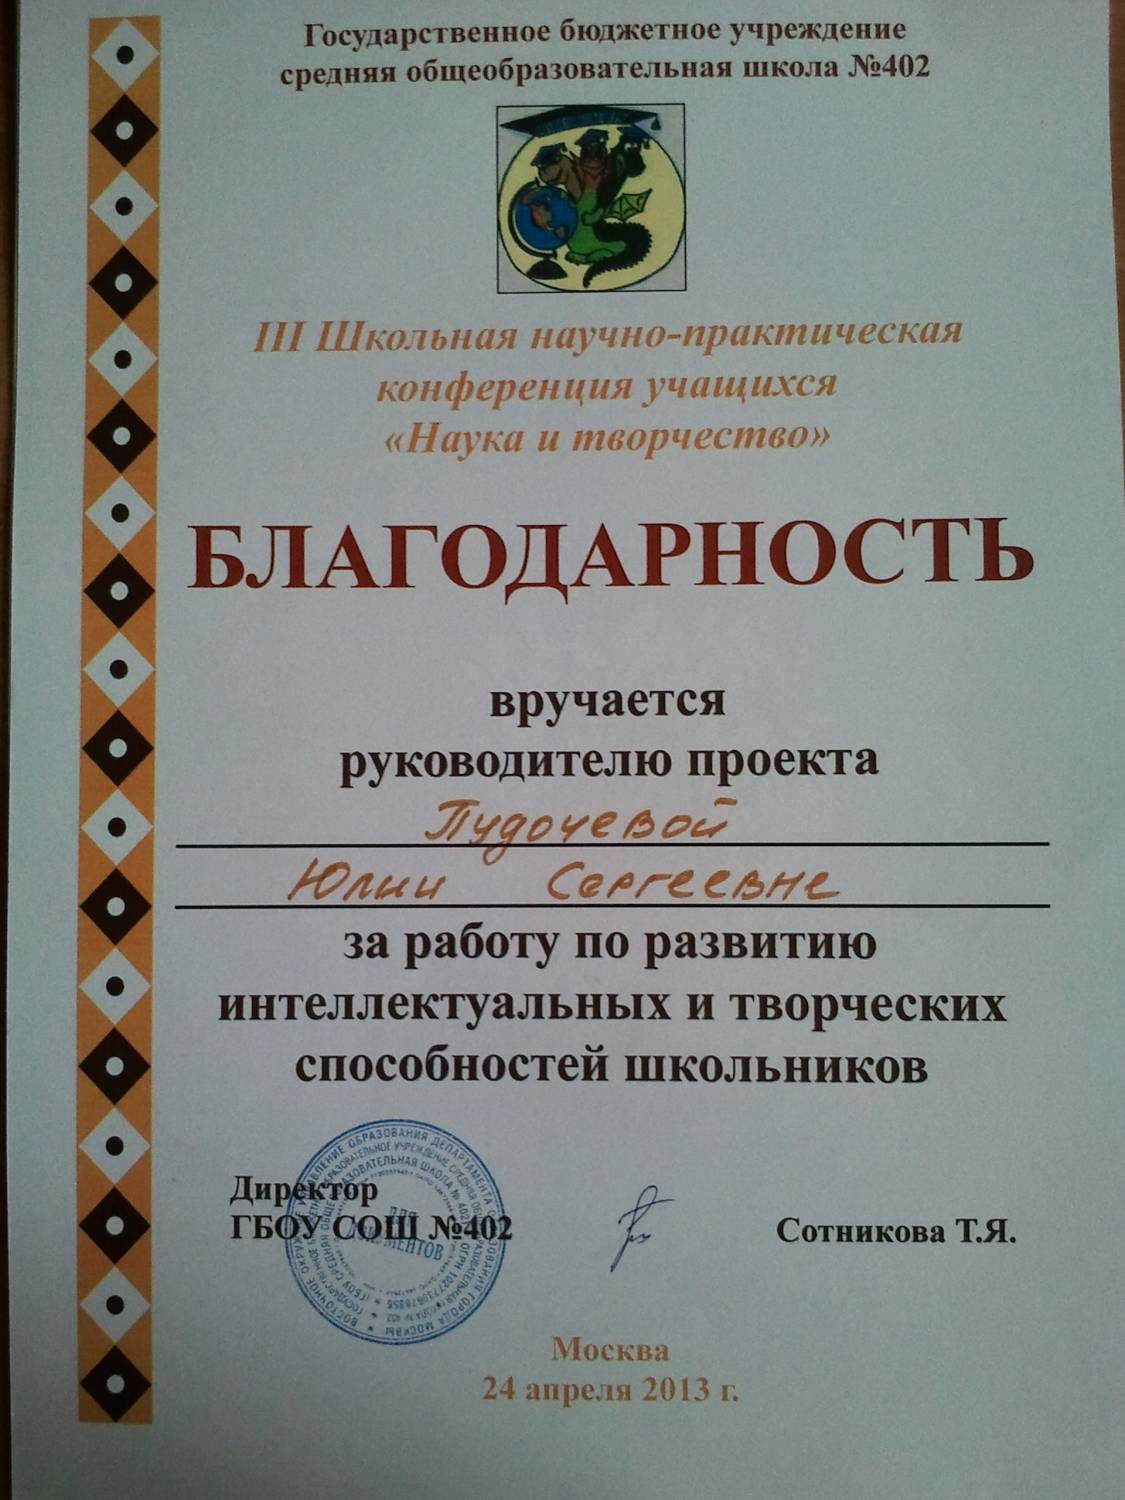 Государственное бюджетное учреждение
средняя общеобразовательная школа №402
III Школьная научно-практическая
конференция учащихся
«Наука и творчество»
БЛАГОДАРНОСТЬ
вручается
руководителю проекта
Пудочевой
Юлии Сергеевне
за работу по развитию
интеллектуальных и творческих
способностей школьников
Директор
ГБОУ СОШ №402
Сотникова Т.Я.
ДЛЯ
ДОКУМЕНТОВ
Москва
24 апреля 2013 г.